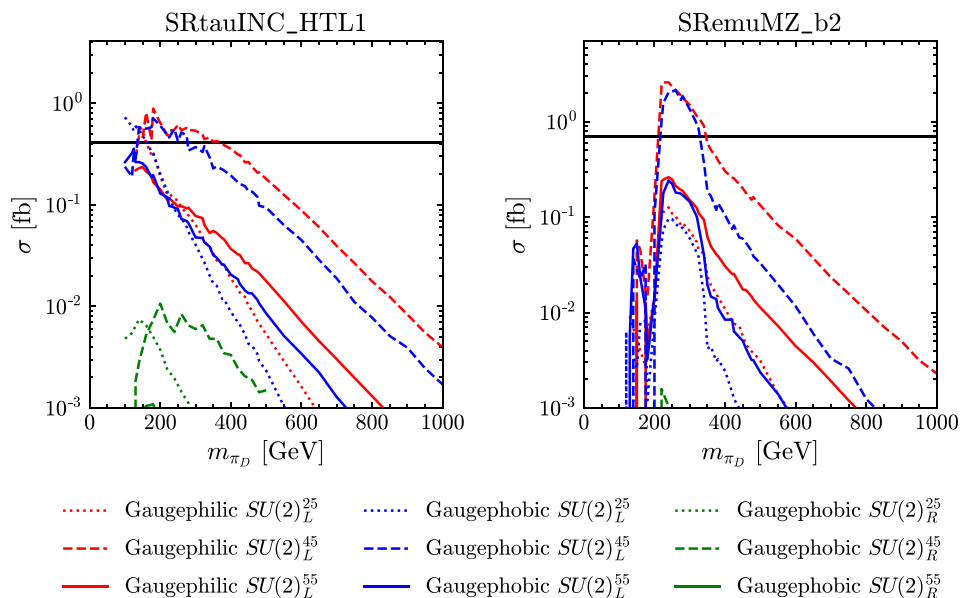 SRtauINC_HTL1
SRemuMZ_b2
σ [fb]
10⁰
10⁻¹
10⁻²
10⁻³
0 200 400 600 800 1000
m_{π_D} [GeV]
σ [fb]
10⁰
10⁻¹
10⁻²
10⁻³
0 200 400 600 800 1000
m_{π_D} [GeV]
Gaugephilic SU(2)_L^{25} Gaugephobic SU(2)_L^{25} Gaugephobic SU(2)_R^{25}
Gaugephilic SU(2)_L^{45} Gaugephobic SU(2)_L^{45} Gaugephobic SU(2)_R^{45}
Gaugephilic SU(2)_L^{55} Gaugephobic SU(2)_L^{55} Gaugephobic SU(2)_R^{55}